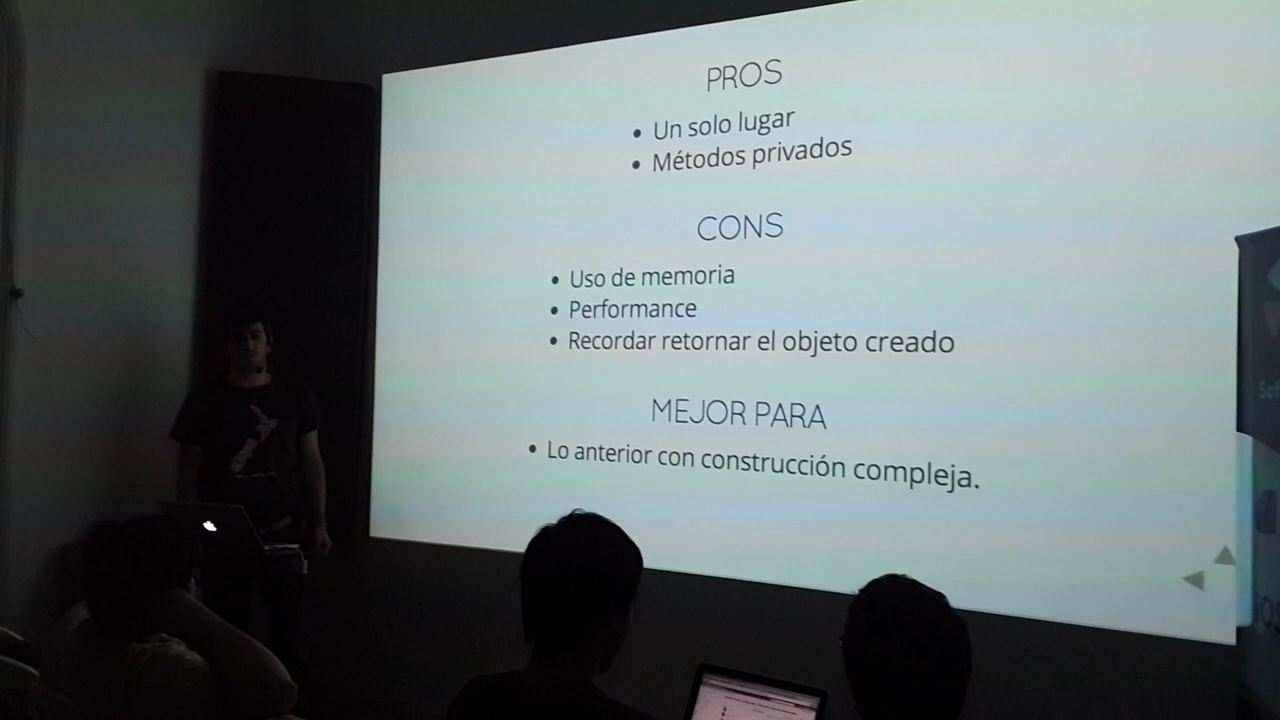 PROS
• Un solo lugar
• Métodos privados
CONS
• Uso de memoria
• Performance
• Recordar retornar el objeto creado
MEJOR PARA
• Lo anterior con construcción compleja.